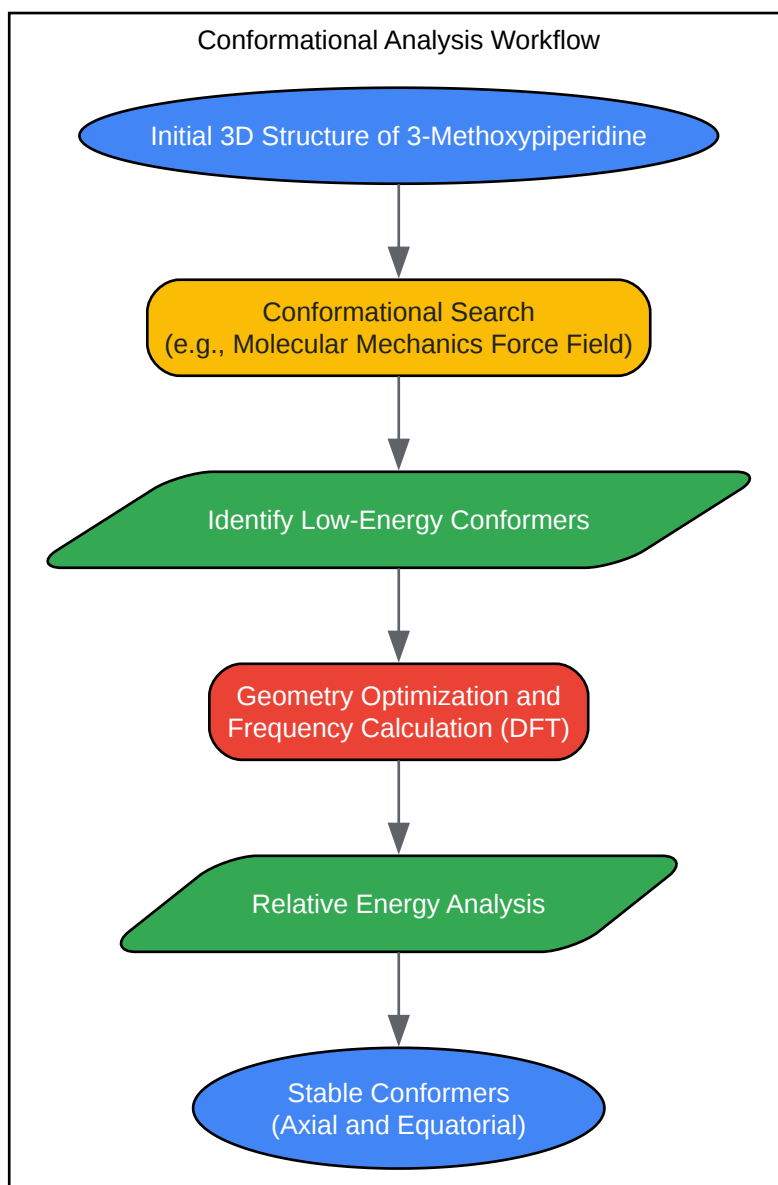 Conformational Analysis Workflow
Initial 3D Structure of 3-Methoxypiperidine
Conformational Search
(e.g., Molecular Mechanics Force Field)
Identify Low-Energy Conformers
Geometry Optimization and
Frequency Calculation (DFT)
Relative Energy Analysis
Stable Conformers
(Axial and Equatorial)